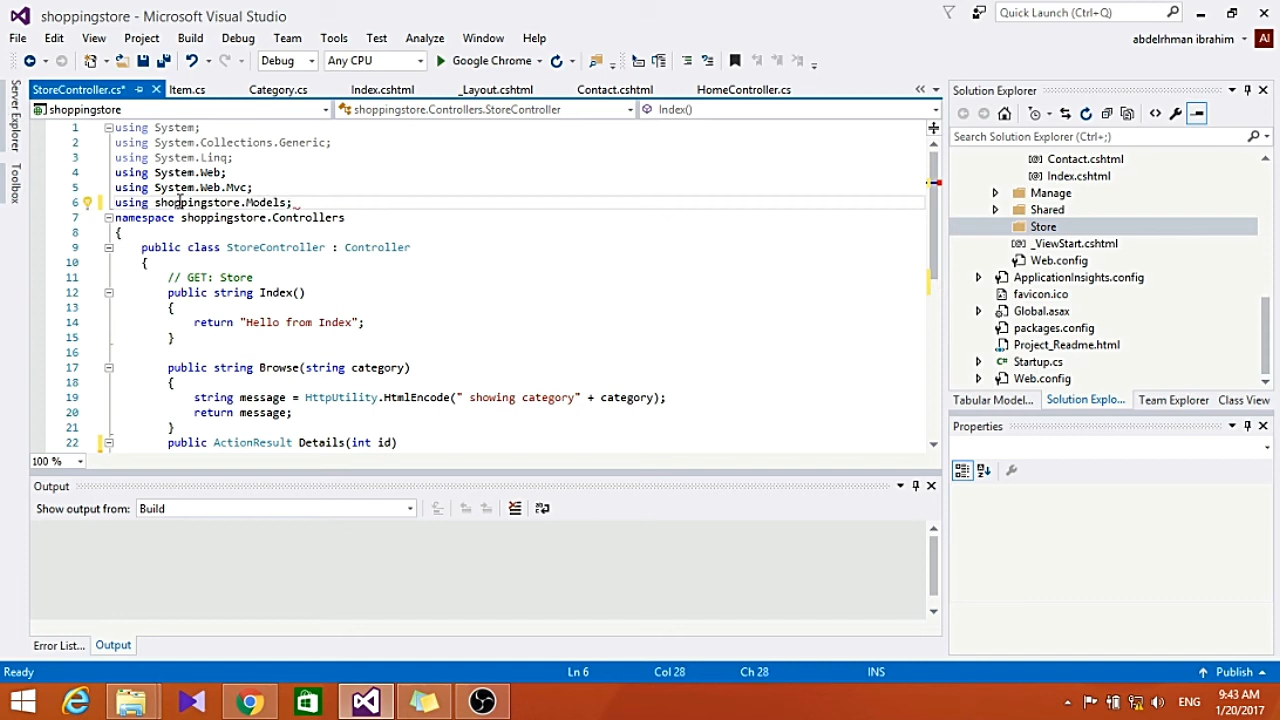 shoppingstore - Microsoft Visual Studio
Quick Launch (Ctrl+Q)
File Edit View Project Build Debug Team Tools Test Analyze Window Help
abdelrhman ibrahim AI
Debug Any CPU Google Chrome
Server Explorer
Toolbox
StoreController.cs* Item.cs Category.cs Index.cshtml _Layout.cshtml Contact.cshtml HomeController.cs
shoppingstore shoppingstore.Controllers.StoreController Index()
1 using System;
2 using System.Collections.Generic;
3 using System.Linq;
4 using System.Web;
5 using System.Web.Mvc;
6 using shoppingstore.Models;
7 namespace shoppingstore.Controllers
8 {
9 public class StoreController : Controller
10 {
11 // GET: Store
12 public string Index()
13 {
14 return "Hello from Index";
15 }
16
17 public string Browse(string category)
18 {
19 string message = HttpUtility.HtmlEncode(" showing category" + category);
20 return message;
21 }
22 public ActionResult Details(int id)
100 %
Output
Show output from: Build
Error List... Output
Solution Explorer
Search Solution Explorer (Ctrl+;)
Contact.cshtml
Index.cshtml
Manage
Shared
Store
_ViewStart.cshtml
Web.config
ApplicationInsights.config
favicon.ico
Global.asax
packages.config
Project_Readme.html
Startup.cs
Web.config
Tabular Model... Solution Explo... Team Explorer Class View
Properties
Ready Ln 6 Col 28 Ch 28 INS Publish
ENG 9:43 AM
1/20/2017